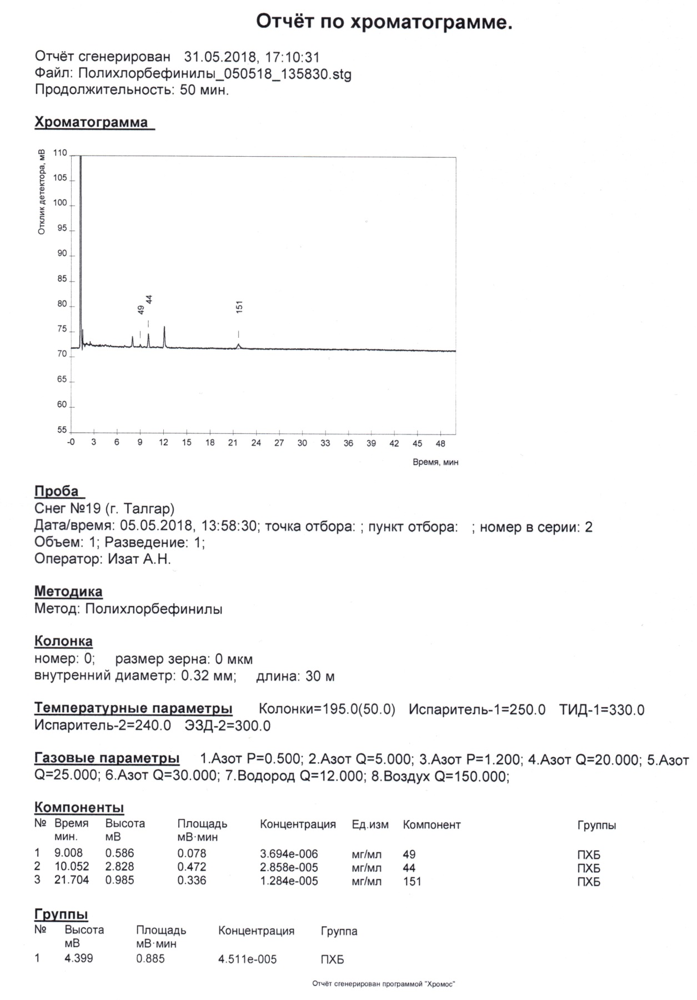 Отчёт по хроматограмме.
Отчёт сгенерирован 31.05.2018, 17:10:31
Файл: Полихлорбефинилы_050518_135830.stg
Продолжительность: 50 мин.
Хроматограмма
Отклик детектора, мВ
110
105
100
95
90
85
80
75
70
65
60
55
49
44
151
-0 3 6 9 12 15 18 21 24 27 30 33 36 39 42 45 48
Время, мин
Проба
Снег №19 (г. Талгар)
Дата/время: 05.05.2018, 13:58:30; точка отбора: ; пункт отбора: ; номер в серии: 2
Объем: 1; Разведение: 1;
Оператор: Изат А.Н.
Методика
Метод: Полихлорбефинилы
Колонка
номер: 0; размер зерна: 0 мкм
внутренний диаметр: 0.32 мм; длина: 30 м
Температурные параметры Колонки=195.0(50.0) Испаритель-1=250.0 ТИД-1=330.0
Испаритель-2=240.0 ЭЗД-2=300.0
Газовые параметры 1.Азот P=0.500; 2.Азот Q=5.000; 3.Азот P=1.200; 4.Азот Q=20.000; 5.Азот
Q=25.000; 6.Азот Q=30.000; 7.Водород Q=12.000; 8.Воздух Q=150.000;
Компоненты
№ Время Высота Площадь Концентрация Ед.изм Компонент Группы
мин. мВ мВ·мин
1 9.008 0.586 0.078 3.694e-006 мг/мл 49 ПХБ
2 10.052 2.828 0.472 2.858e-005 мг/мл 44 ПХБ
3 21.704 0.985 0.336 1.284e-005 мг/мл 151 ПХБ
Группы
№ Высота Площадь Концентрация Группа
мВ мВ·мин
1 4.399 0.885 4.511e-005 ПХБ
Отчёт сгенерирован программой "Хромос"